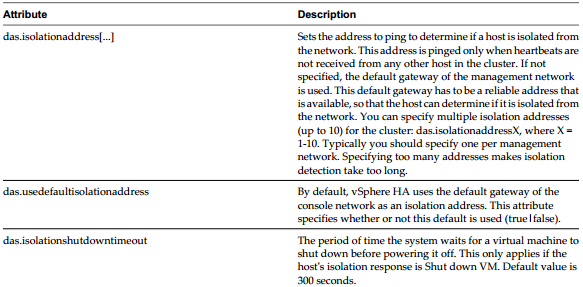 Attribute Description
das.isolationaddress[...] Sets the address to ping to determine if a host is isolated from
the network. This address is pinged only when heartbeats are
not received from any other host in the cluster. If not
specified, the default gateway of the management network
is used. This default gateway has to be a reliable address that
is available, so that the host can determine if it is isolated from
the network. You can specify multiple isolation addresses
(up to 10) for the cluster: das.isolationaddressX, where X =
1-10. Typically you should specify one per management
network. Specifying too many addresses makes isolation
detection take too long.
das.usedefaultisolationaddress By default, vSphere HA uses the default gateway of the
console network as an isolation address. This attribute
specifies whether or not this default is used (true|false).
das.isolationshutdowntimeout The period of time the system waits for a virtual machine to
shut down before powering it off. This only applies if the
host's isolation response is Shut down VM. Default value is
300 seconds.